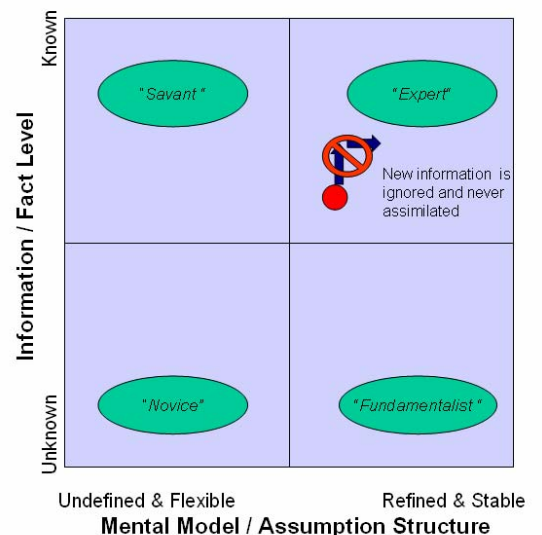 Known
"Savant"
"Expert"
New information is
ignored and never
assimilated
Information / Fact Level
"Novice"
"Fundamentalist"
Unknown
Undefined & Flexible
Refined & Stable
Mental Model / Assumption Structure